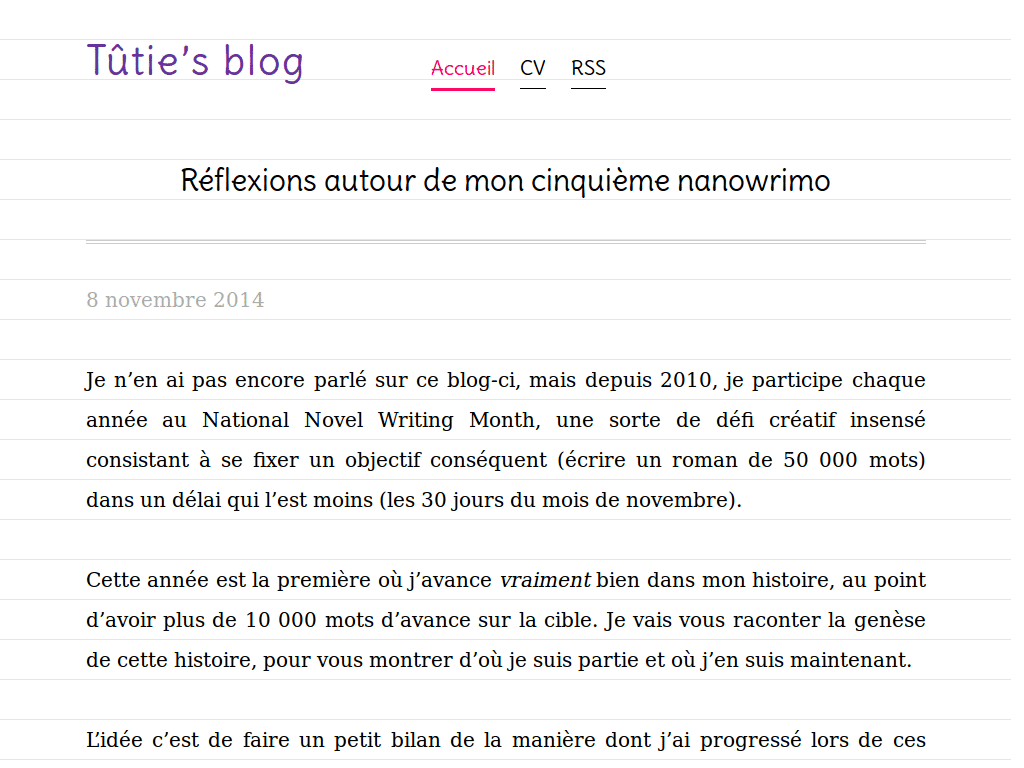 Tûtie’s blog
Accueil CV RSS
Réflexions autour de mon cinquième nanowrimo
8 novembre 2014
Je n’en ai pas encore parlé sur ce blog-ci, mais depuis 2010, je participe chaque
année au National Novel Writing Month, une sorte de défi créatif insensé
consistant à se fixer un objectif conséquent (écrire un roman de 50 000 mots)
dans un délai qui l’est moins (les 30 jours du mois de novembre).
Cette année est la première où j’avance vraiment bien dans mon histoire, au point
d’avoir plus de 10 000 mots d’avance sur la cible. Je vais vous raconter la genèse
de cette histoire, pour vous montrer d’où je suis partie et où j’en suis maintenant.
L’idée c’est de faire un petit bilan de la manière dont j’ai progressé lors de ces